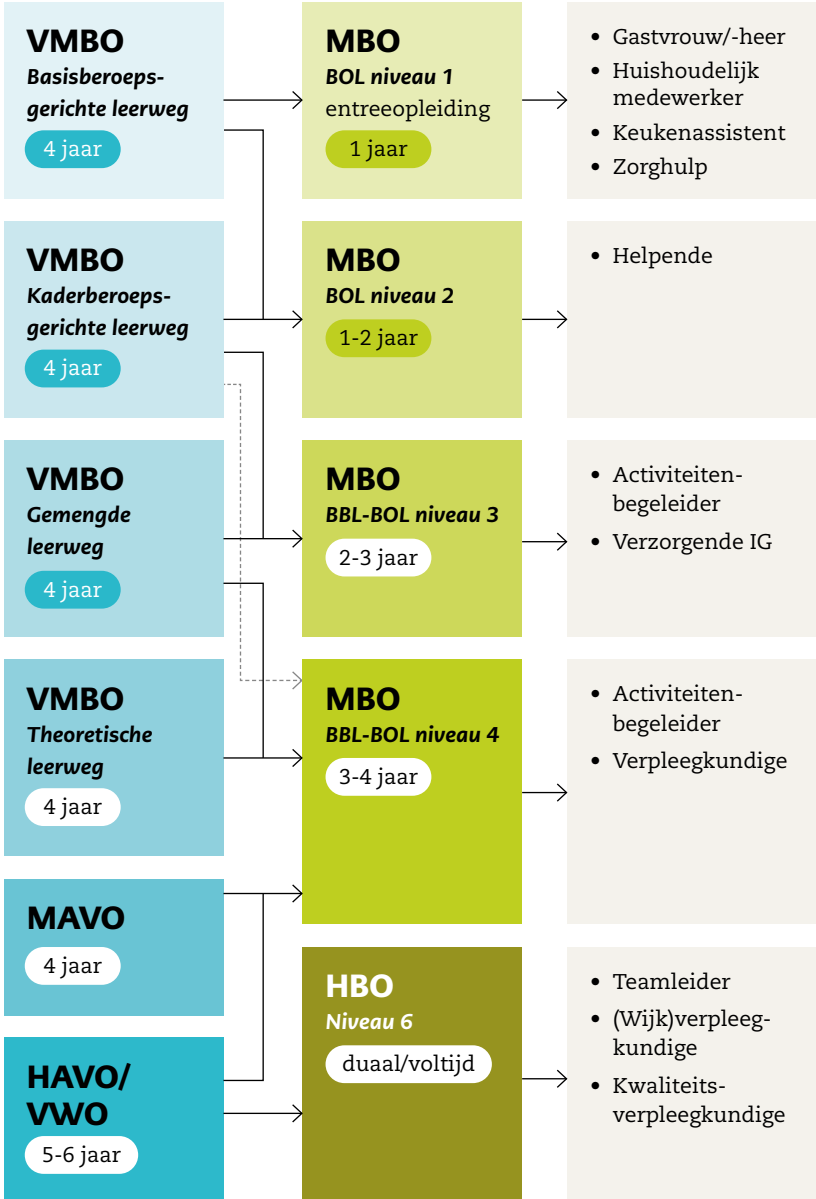 VMBO
Basisberoeps-
gerichte leerweg
4 jaar
MBO
BOL niveau 1
entreeopleiding
1 jaar
• Gastvrouw/-heer
• Huishoudelijk
medewerker
• Keukenassistent
• Zorghulp
VMBO
Kaderberoeps-
gerichte leerweg
4 jaar
MBO
BOL niveau 2
1-2 jaar
• Helpende
VMBO
Gemengde
leerweg
4 jaar
MBO
BBL-BOL niveau 3
2-3 jaar
• Activiteiten-
begeleider
• Verzorgende IG
VMBO
Theoretische
leerweg
4 jaar
MBO
BBL-BOL niveau 4
3-4 jaar
• Activiteiten-
begeleider
• Verpleegkundige
MAVO
4 jaar
HAVO/
VWO
5-6 jaar
HBO
Niveau 6
duaal/voltijd
• Teamleider
• (Wijk)verpleeg-
kundige
• Kwaliteits-
verpleegkundige